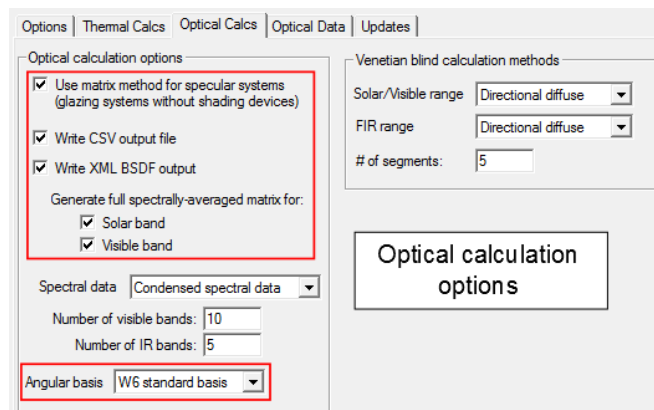 Options Thermal Calcs Optical Calcs Optical Data Updates
Optical calculation options
Use matrix method for specular systems
(glazing systems without shading devices)
Write CSV output file
Write XML BSDF output
Generate full spectrally-averaged matrix for:
Solar band
Visible band
Spectral data Condensed spectral data
Number of visible bands: 10
Number of IR bands: 5
Angular basis W6 standard basis
Venetian blind calculation methods
Solar/Visible range Directional diffuse
FIR range Directional diffuse
# of segments: 5
Optical calculation
options